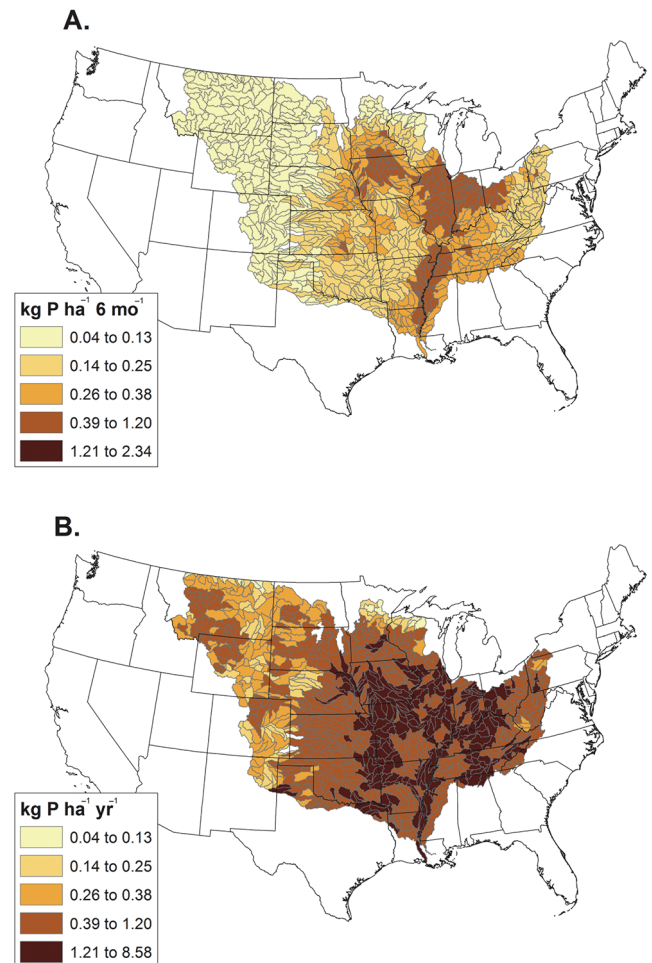 A.
kg P ha⁻¹ 6 mo⁻¹
0.04 to 0.13
0.14 to 0.25
0.26 to 0.38
0.39 to 1.20
1.21 to 2.34
B.
kg P ha⁻¹ yr⁻¹
0.04 to 0.13
0.14 to 0.25
0.26 to 0.38
0.39 to 1.20
1.21 to 8.58